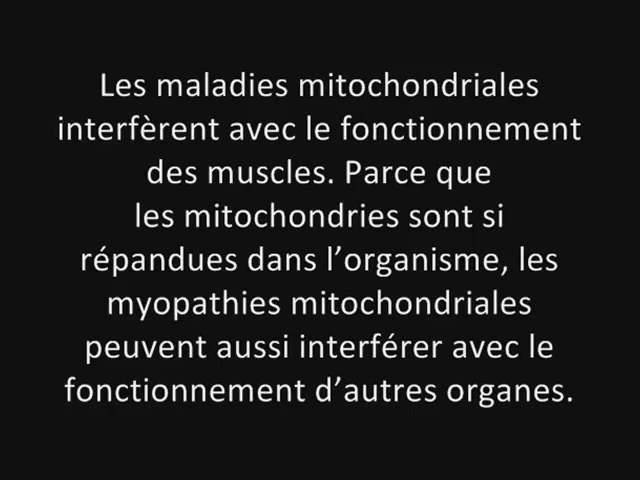 Les maladies mitochondriales
interfèrent avec le fonctionnement
des muscles. Parce que
les mitochondries sont si
répandues dans l’organisme, les
myopathies mitochondriales
peuvent aussi interférer avec le
fonctionnement d’autres organes.